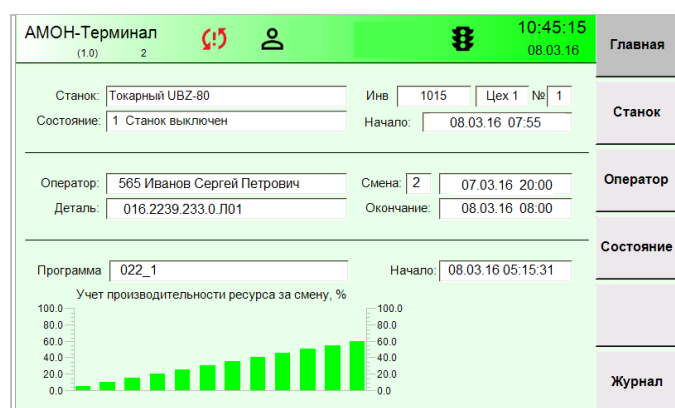 АМОН-Терминал 10:45:15
(1.0) 2 08.03.16
Главная
Станок: Токарный UBZ-80 Инв 1015 Цех 1 № 1
Состояние: 1 Станок выключен Начало: 08.03.16 07:55
Станок
Оператор: 565 Иванов Сергей Петрович Смена: 2 07.03.16 20:00
Оператор
Деталь: 016.2239.233.0.Л01 Окончание: 08.03.16 08:00
Состояние
Программа 022_1 Начало: 08.03.16 05:15:31
Учет производительности ресурса за смену, %
100.0 100.0
80.0 80.0
60.0 60.0
40.0 40.0
20.0 20.0
0.0 0.0
Журнал